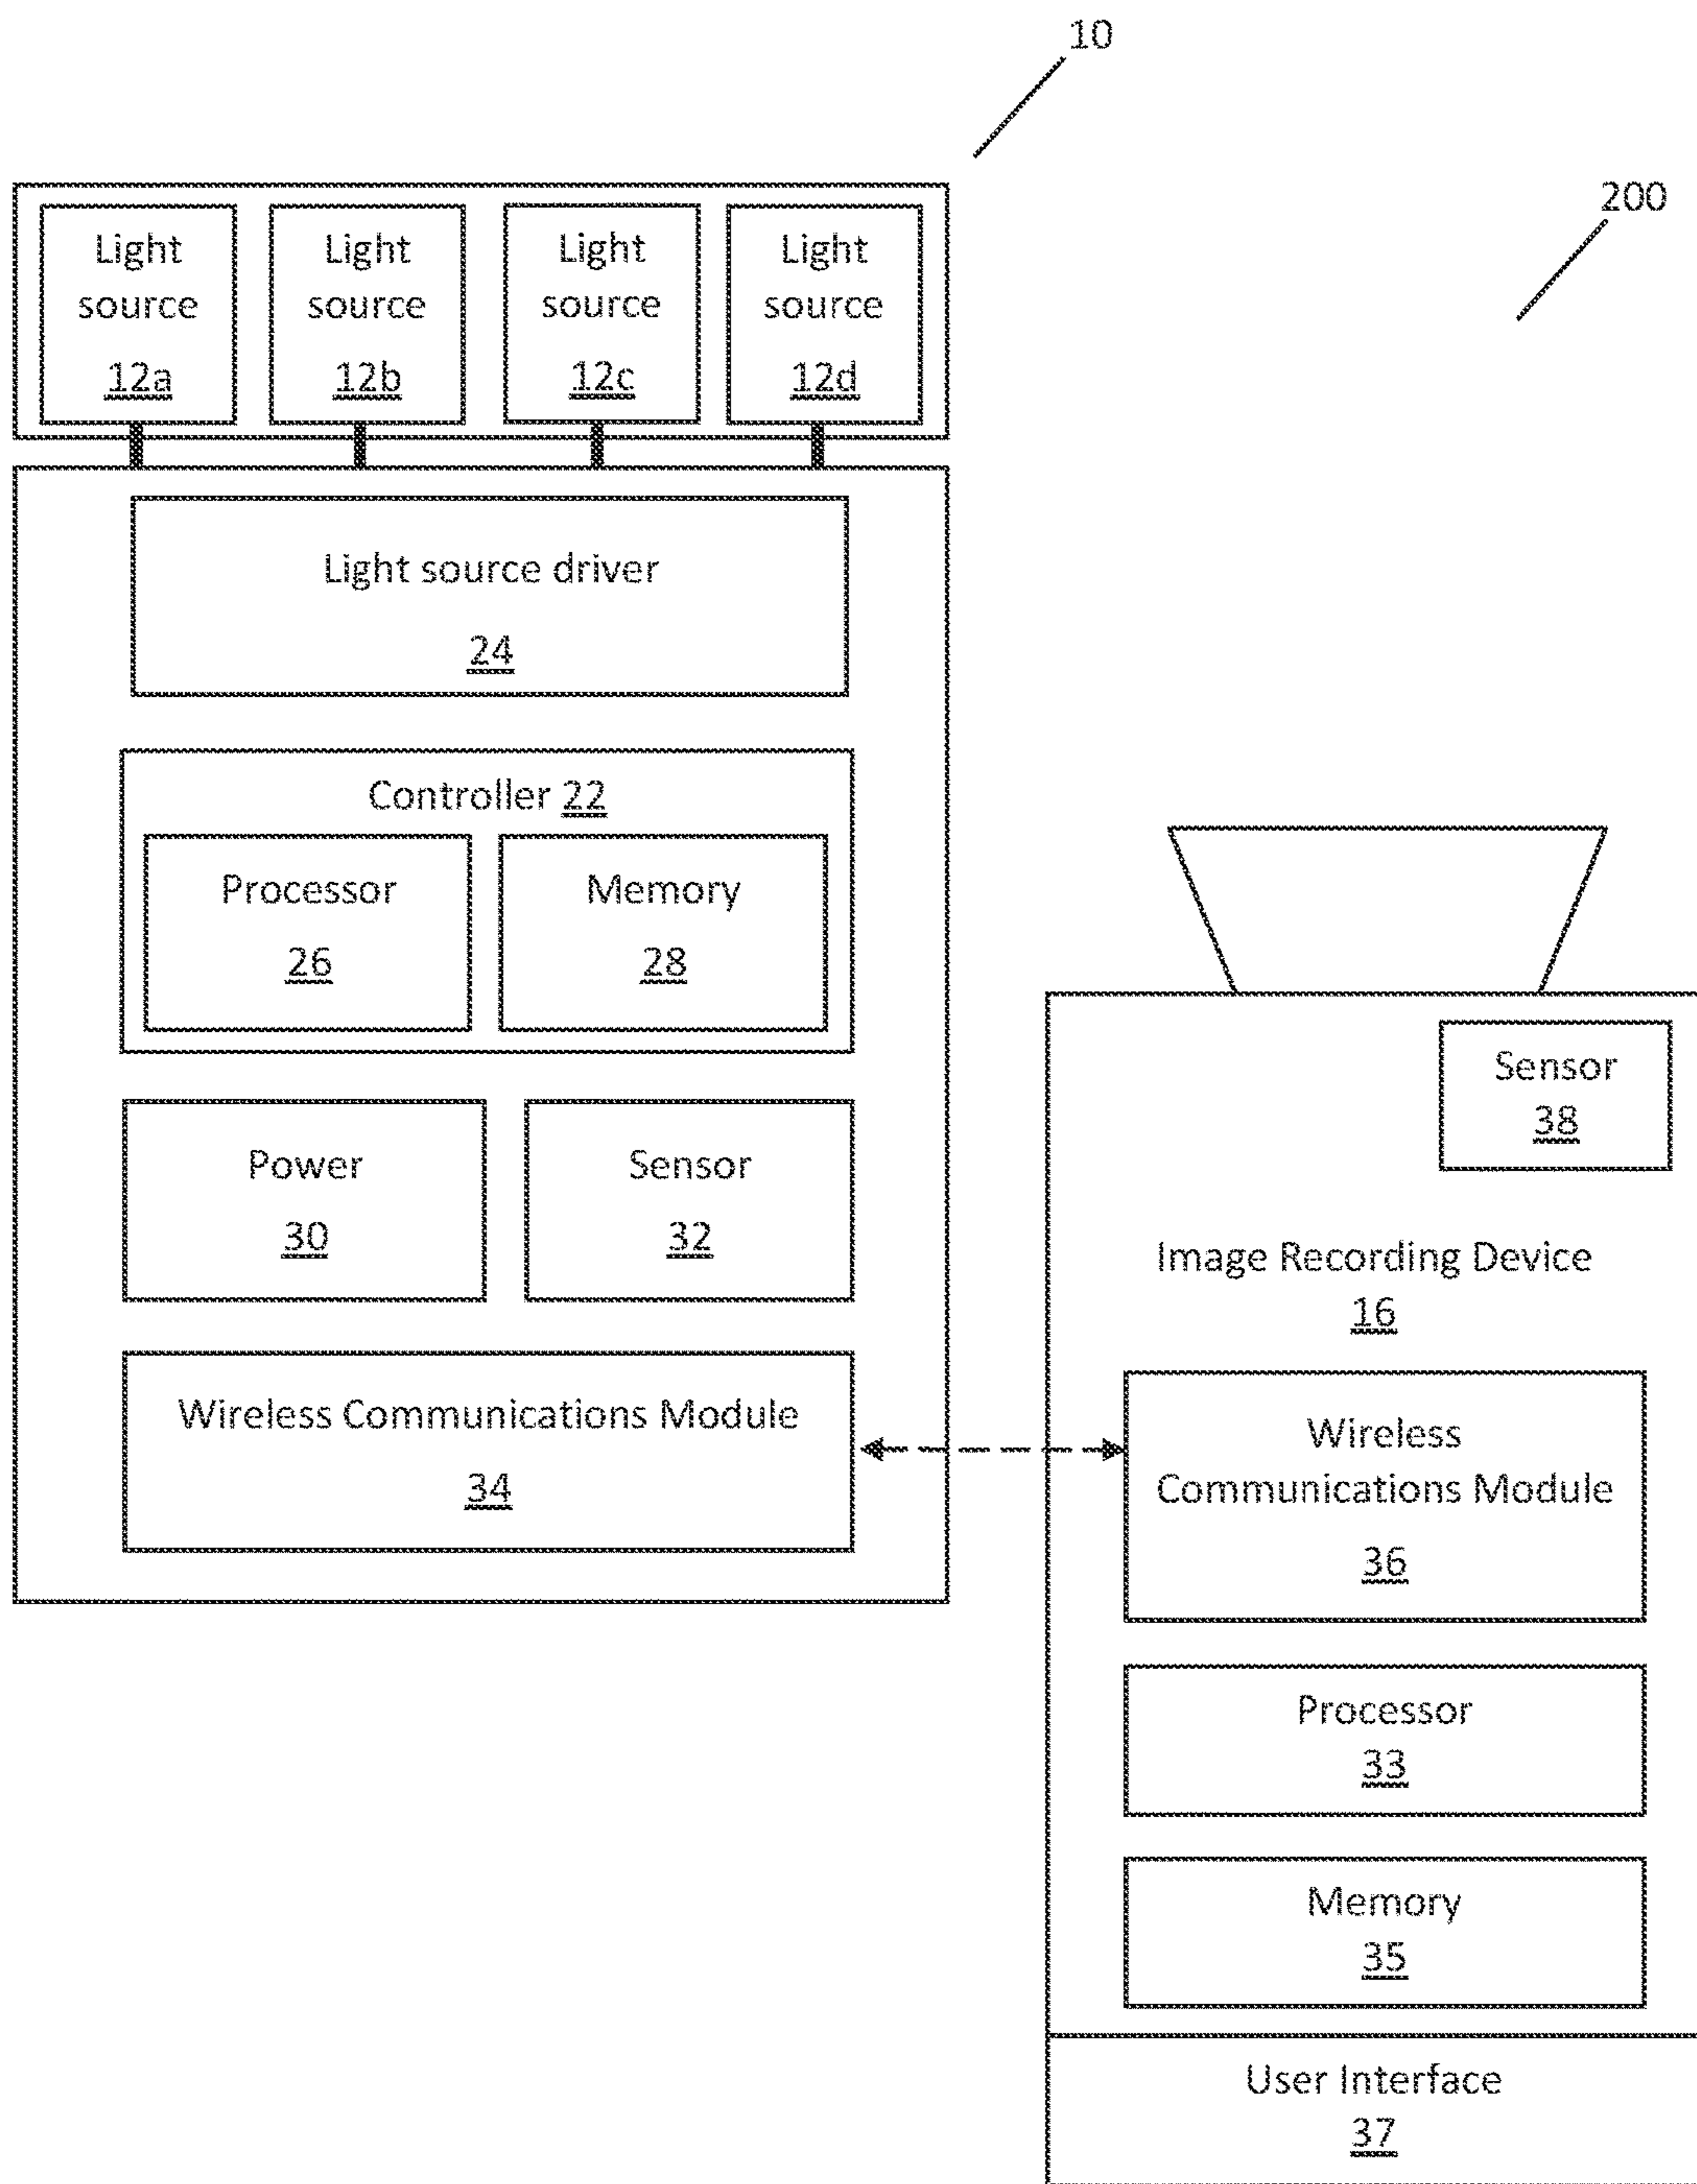 10
200
Light
source
12a
Light
source
12b
Light
source
12c
Light
source
12d
Light source driver
24
Controller 22
Processor
26
Memory
28
Power
30
Sensor
32
Wireless Communications Module
34
Sensor
38
Image Recording Device
16
Wireless
Communications Module
36
Processor
33
Memory
35
User Interface
37